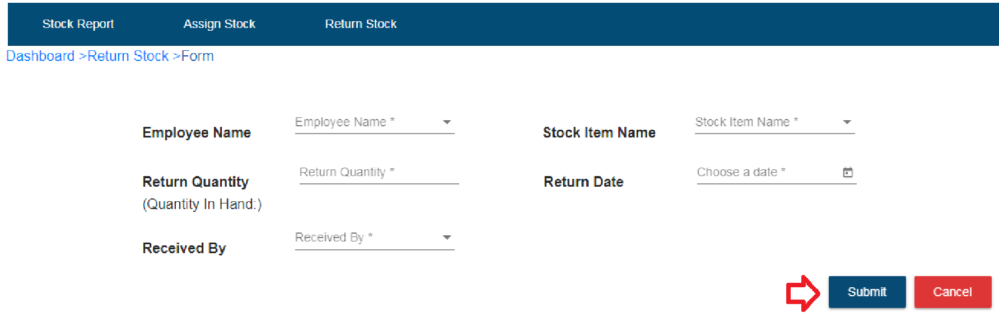 Stock Report Assign Stock Return Stock
Dashboard >Return Stock >Form
Employee Name Employee Name * Stock Item Name Stock Item Name *
Return Quantity Return Quantity * Return Date Choose a date *
(Quantity In Hand:)
Received By Received By *
Submit Cancel